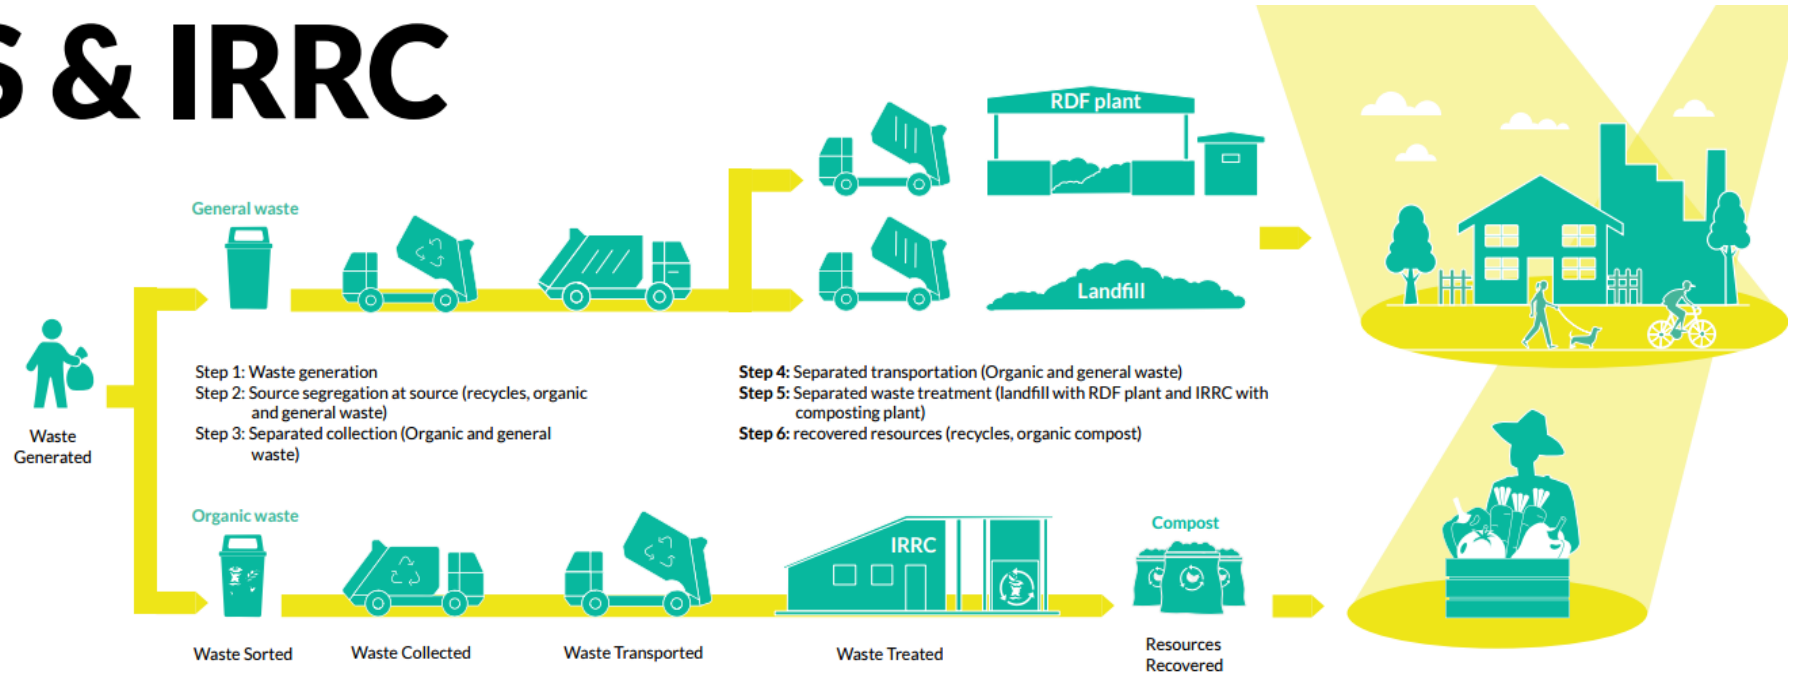 S & IRRC
RDF plant
General waste
Landfill
Waste
Generated
Step 1: Waste generation
Step 2: Source segregation at source (recycles, organic
and general waste)
Step 3: Separated collection (Organic and general
waste)
Step 4: Separated transportation (Organic and general waste)
Step 5: Separated waste treatment (landfill with RDF plant and IRRC with
composting plant)
Step 6: recovered resources (recycles, organic compost)
Organic waste
IRRC
Compost
Waste Sorted
Waste Collected
Waste Transported
Waste Treated
Resources
Recovered